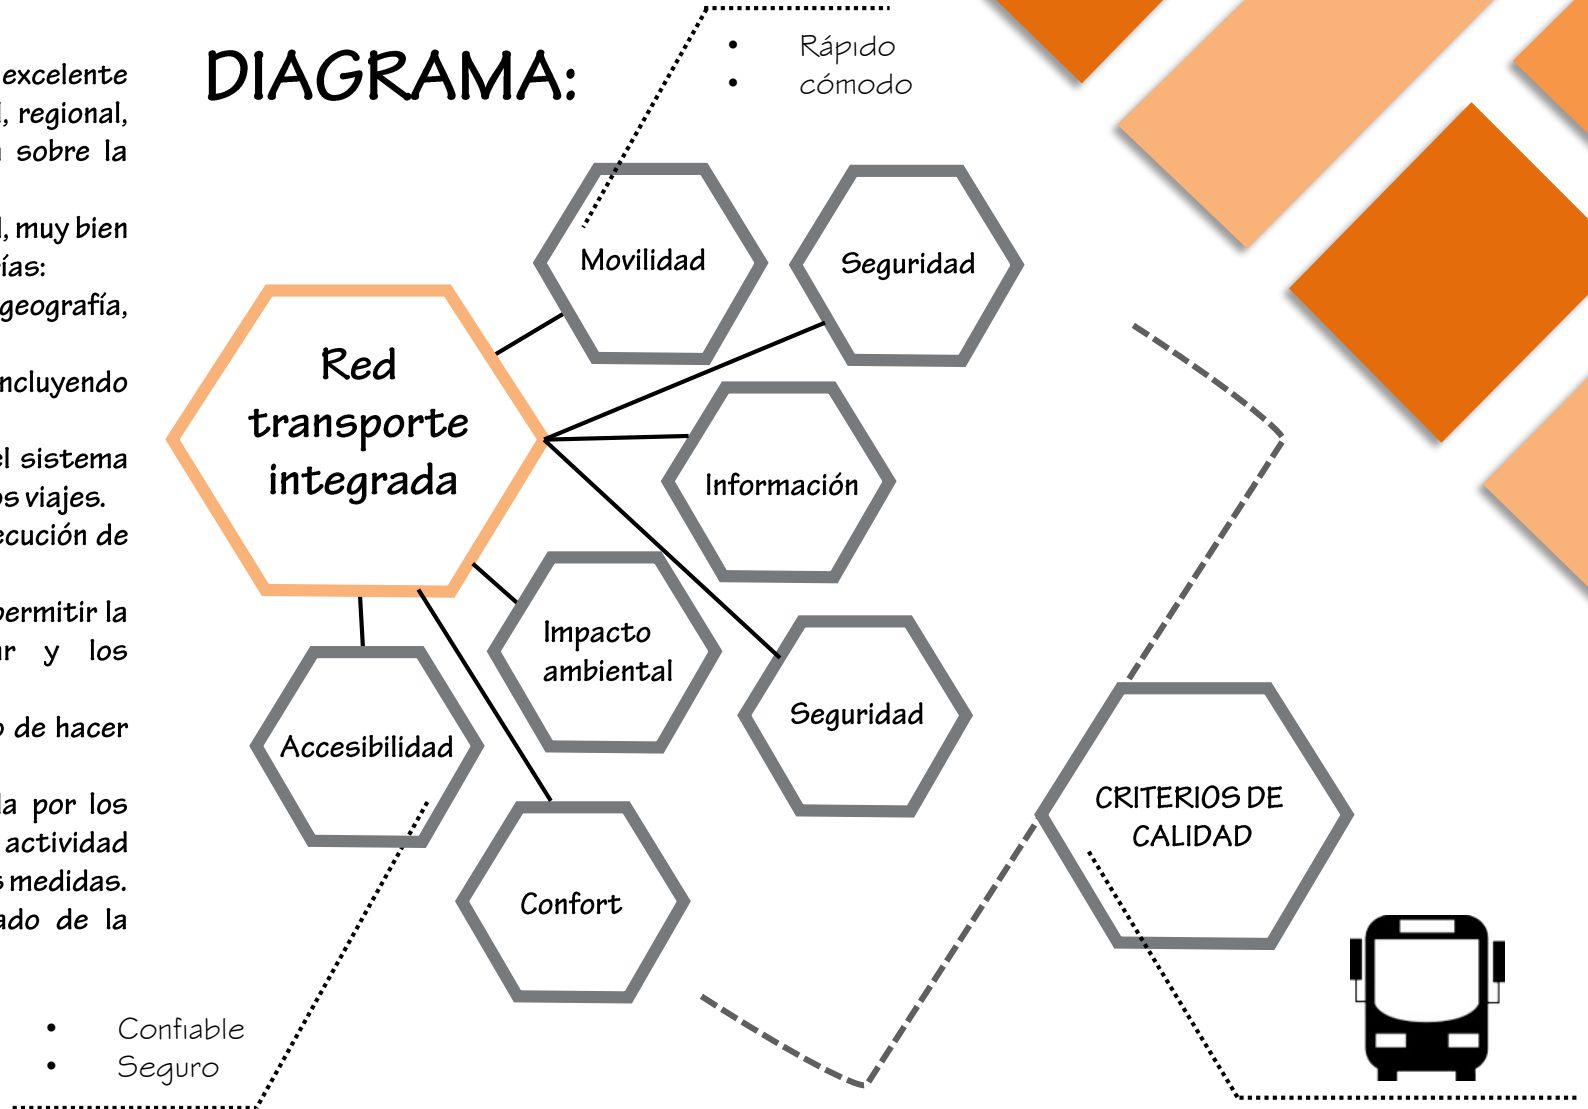 excelente
, regional,
sobre la
, muy bien
ías:
geografía,
ncluyendo
el sistema
os viajes.
ecución de
permitir la
ar y los
o de hacer
la por los
actividad
s medidas.
ado de la
DIAGRAMA:
Rápido
cómodo
Movilidad
Seguridad
Red
transporte
integrada
Información
Impacto
ambiental
Seguridad
Accesibilidad
CRITERIOS DE
CALIDAD
Confort
Confiable
Seguro